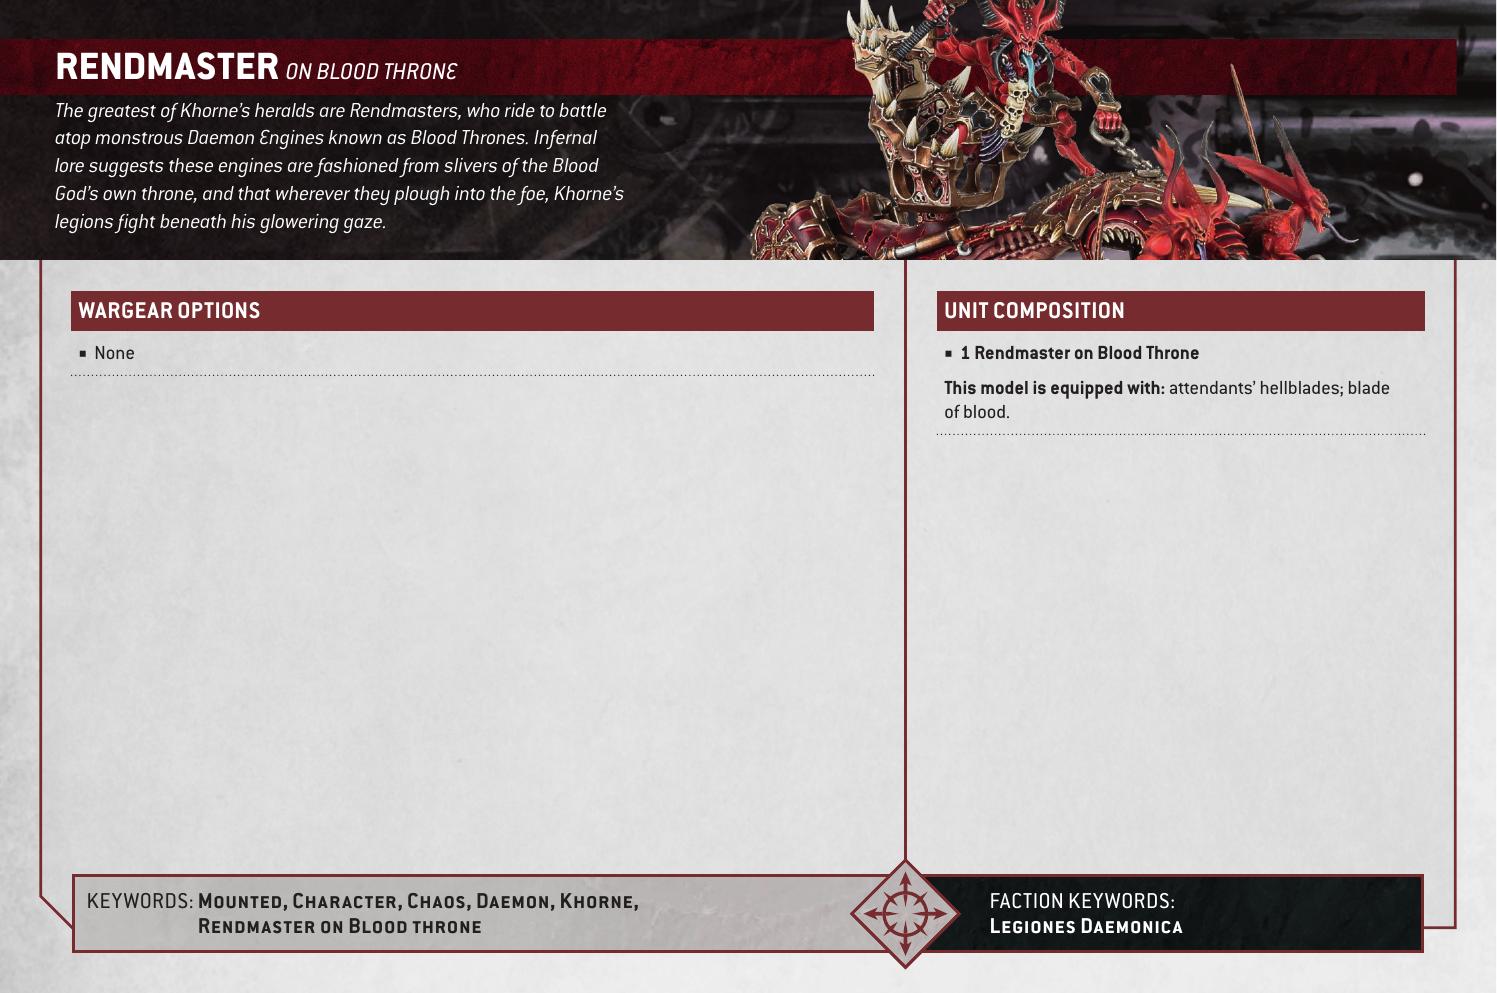 RENDMASTER ON BLOOD THRONE
The greatest of Khorne's heralds are Rendmasters, who ride to battle
atop monstrous Daemon Engines known as Blood Thrones. Infernal
lore suggests these engines are fashioned from slivers of the Blood
God's own throne, and that wherever they plough into the foe, Khorne's
legions fight beneath his glowering gaze.
WARGEAR OPTIONS
▪ None
UNIT COMPOSITION
▪ 1 Rendmaster on Blood Throne
This model is equipped with: attendants' hellblades; blade
of blood.
KEYWORDS: Mounted, Character, Chaos, Daemon, Khorne,
Rendmaster on Blood throne
FACTION KEYWORDS:
Legiones Daemonica